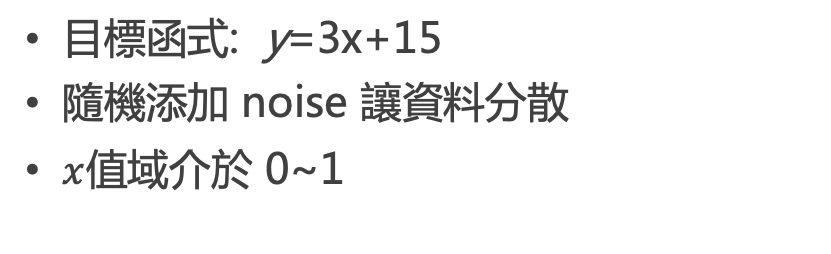 • 目標函式: y=3x+15
• 隨機添加 noise 讓資料分散
• x值域介於 0~1